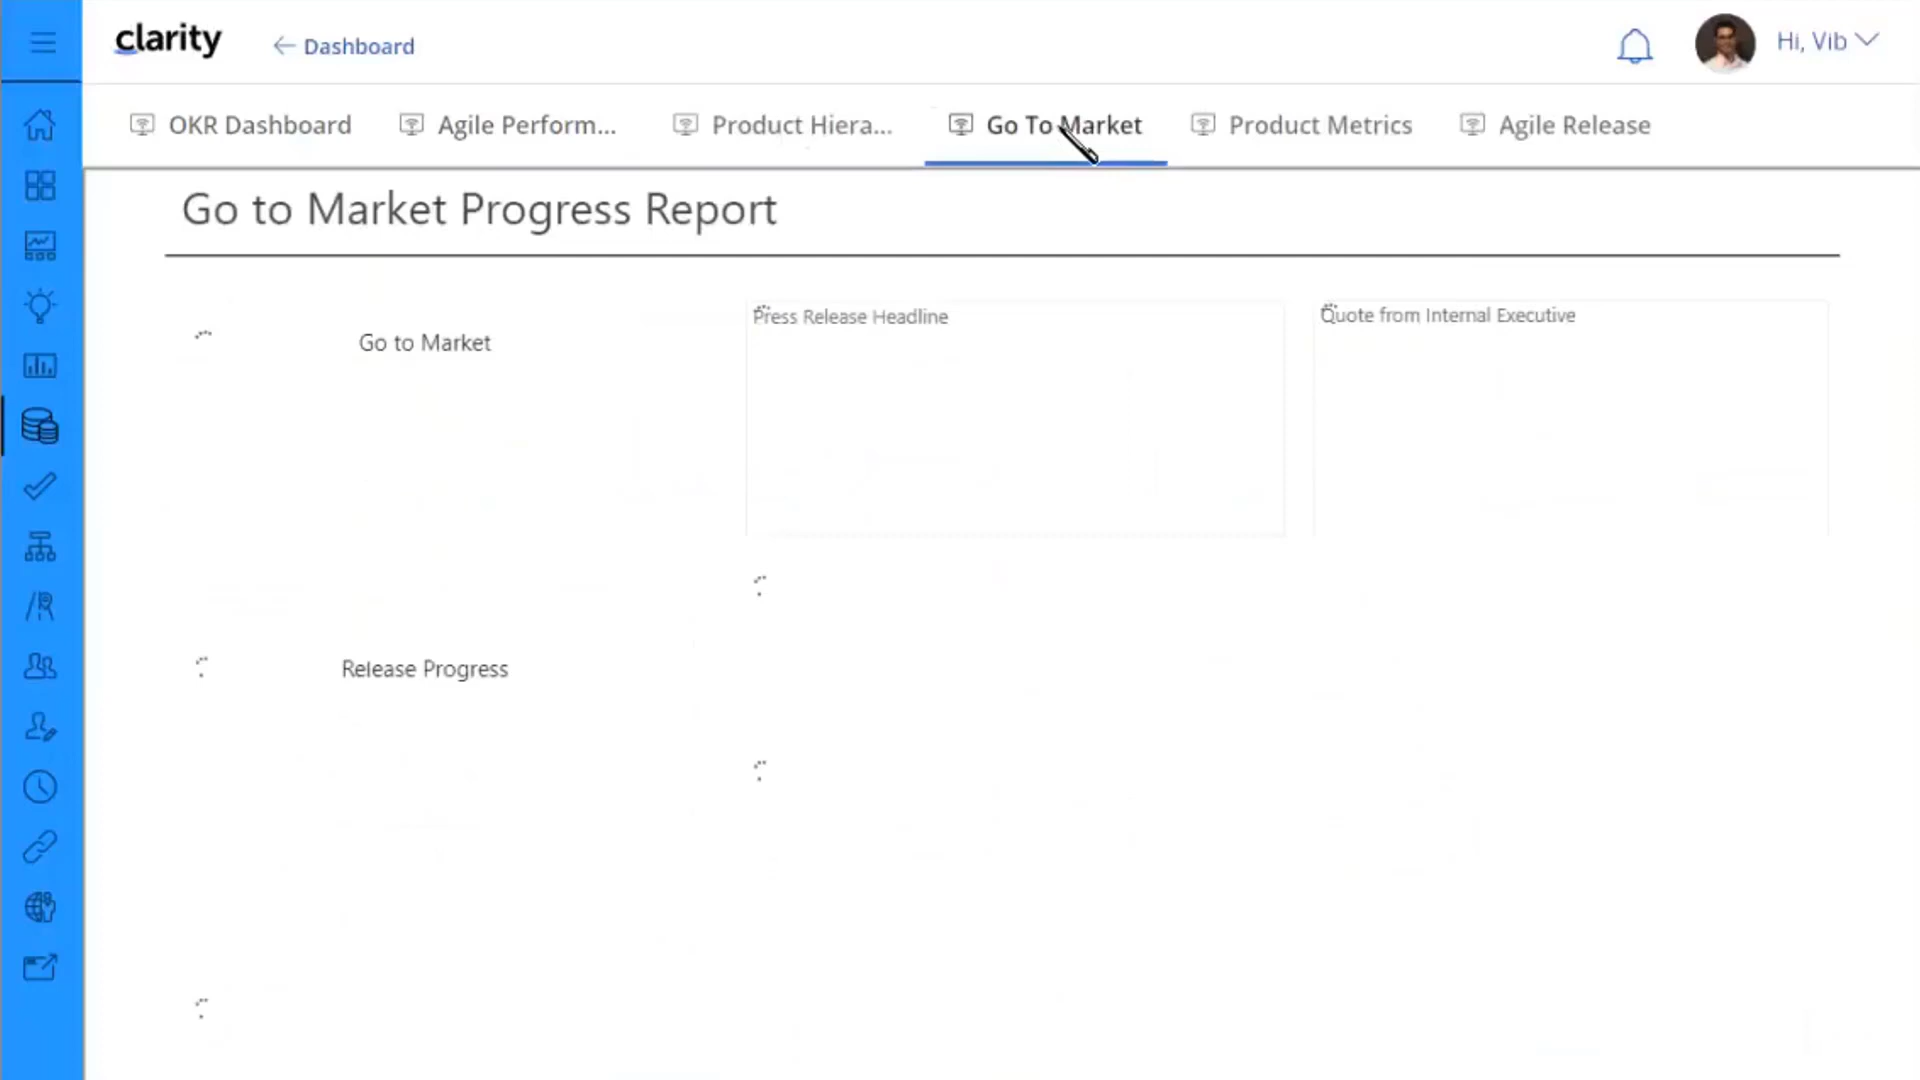 clarity
Dashboard
Hi, Vib
OKR Dashboard
Agile Perform...
Product Hiera...
Go To Market
Product Metrics
Agile Release
Go to Market Progress Report
Go to Market
Press Release Headline
Quote from Internal Executive
Release Progress